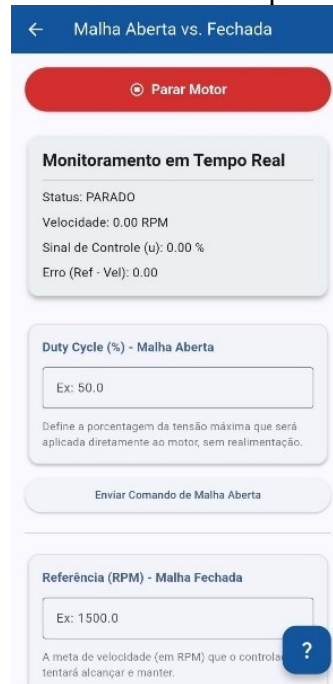 Malha Aberta vs. Fechada
Parar Motor
Monitoramento em Tempo Real
Status: PARADO
Velocidade: 0.00 RPM
Sinal de Controle (u): 0.00 %
Erro (Ref - Vel): 0.00
Duty Cycle (%) - Malha Aberta
Ex: 50.0
Define a porcentagem da tensão máxima que será
aplicada diretamente ao motor, sem realimentação.
Enviar Comando de Malha Aberta
Referência (RPM) - Malha Fechada
Ex: 1500.0
A meta de velocidade (em RPM) que o
tentará alcançar e manter.
?